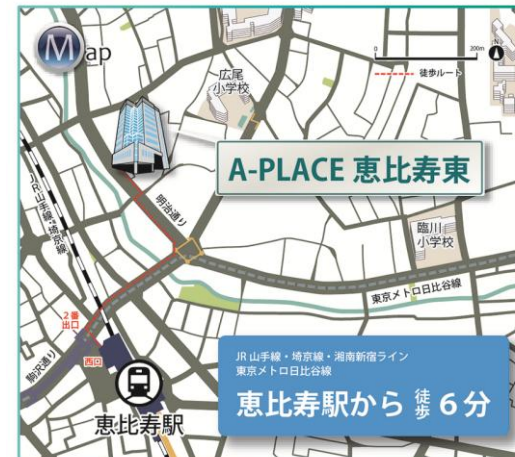 Map
N
0 200m
徒歩ルート
広尾
小学校
A-PLACE 恵比寿東
JR山手線・埼京線
明治通り
臨川
小学校
東京メトロ日比谷線
2番
出口
西口
駒沢通り
恵比寿駅
JR 山手線・埼京線・湘南新宿ライン
東京メトロ日比谷線
恵比寿駅から 徒歩 6分